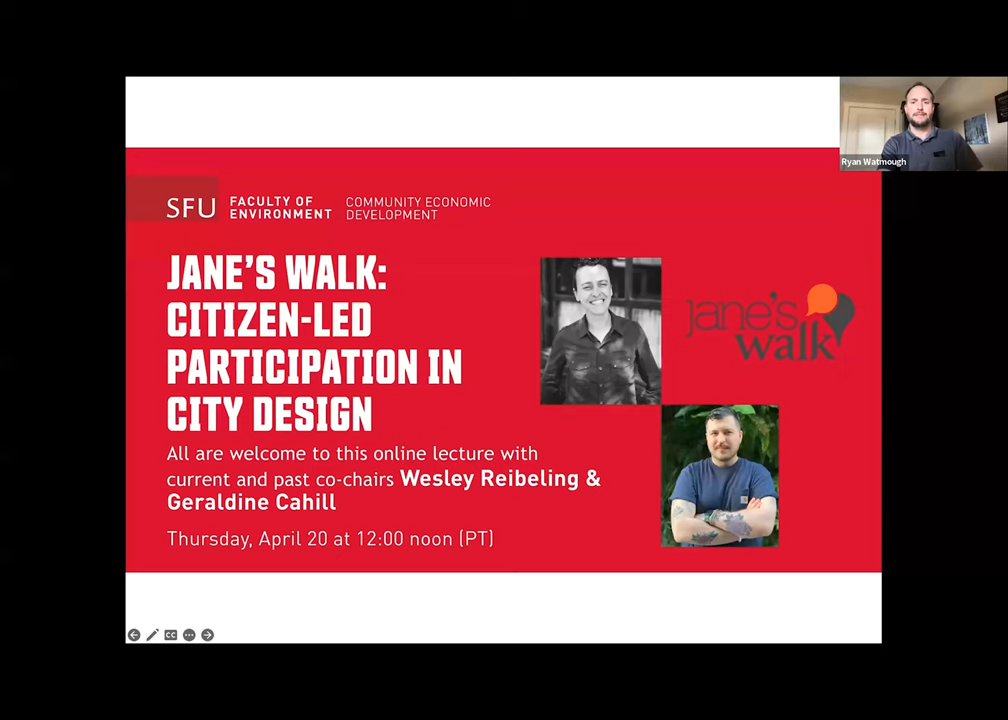 Ryan Watmough
SFU
FACULTY OF
ENVIRONMENT
COMMUNITY ECONOMIC
DEVELOPMENT
JANE'S WALK:
CITIZEN-LED
PARTICIPATION IN
CITY DESIGN
All are welcome to this online lecture with
current and past co-chairs Wesley Reibeling &
Geraldine Cahill
Thursday, April 20 at 12:00 noon (PT)
jane's
walk
CC